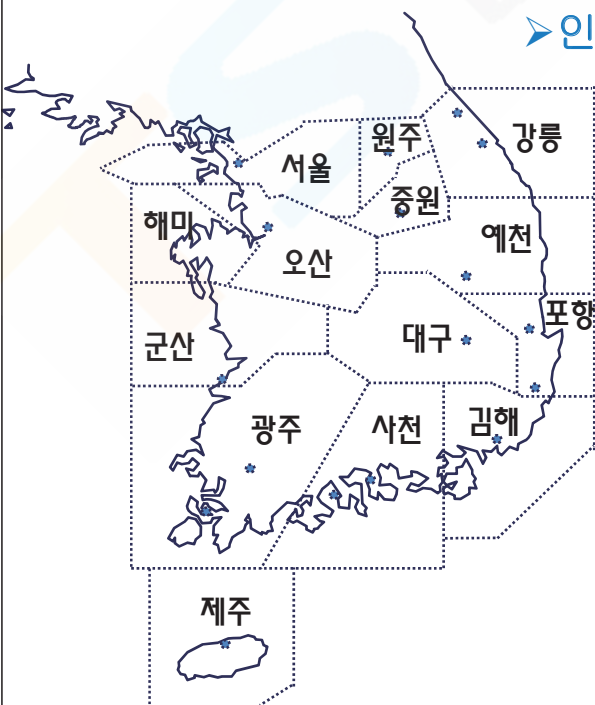 ➢인
원주
강릉
서울
중원
해미
예천
오산
포항
대구
군산
김해
광주
사천
제주